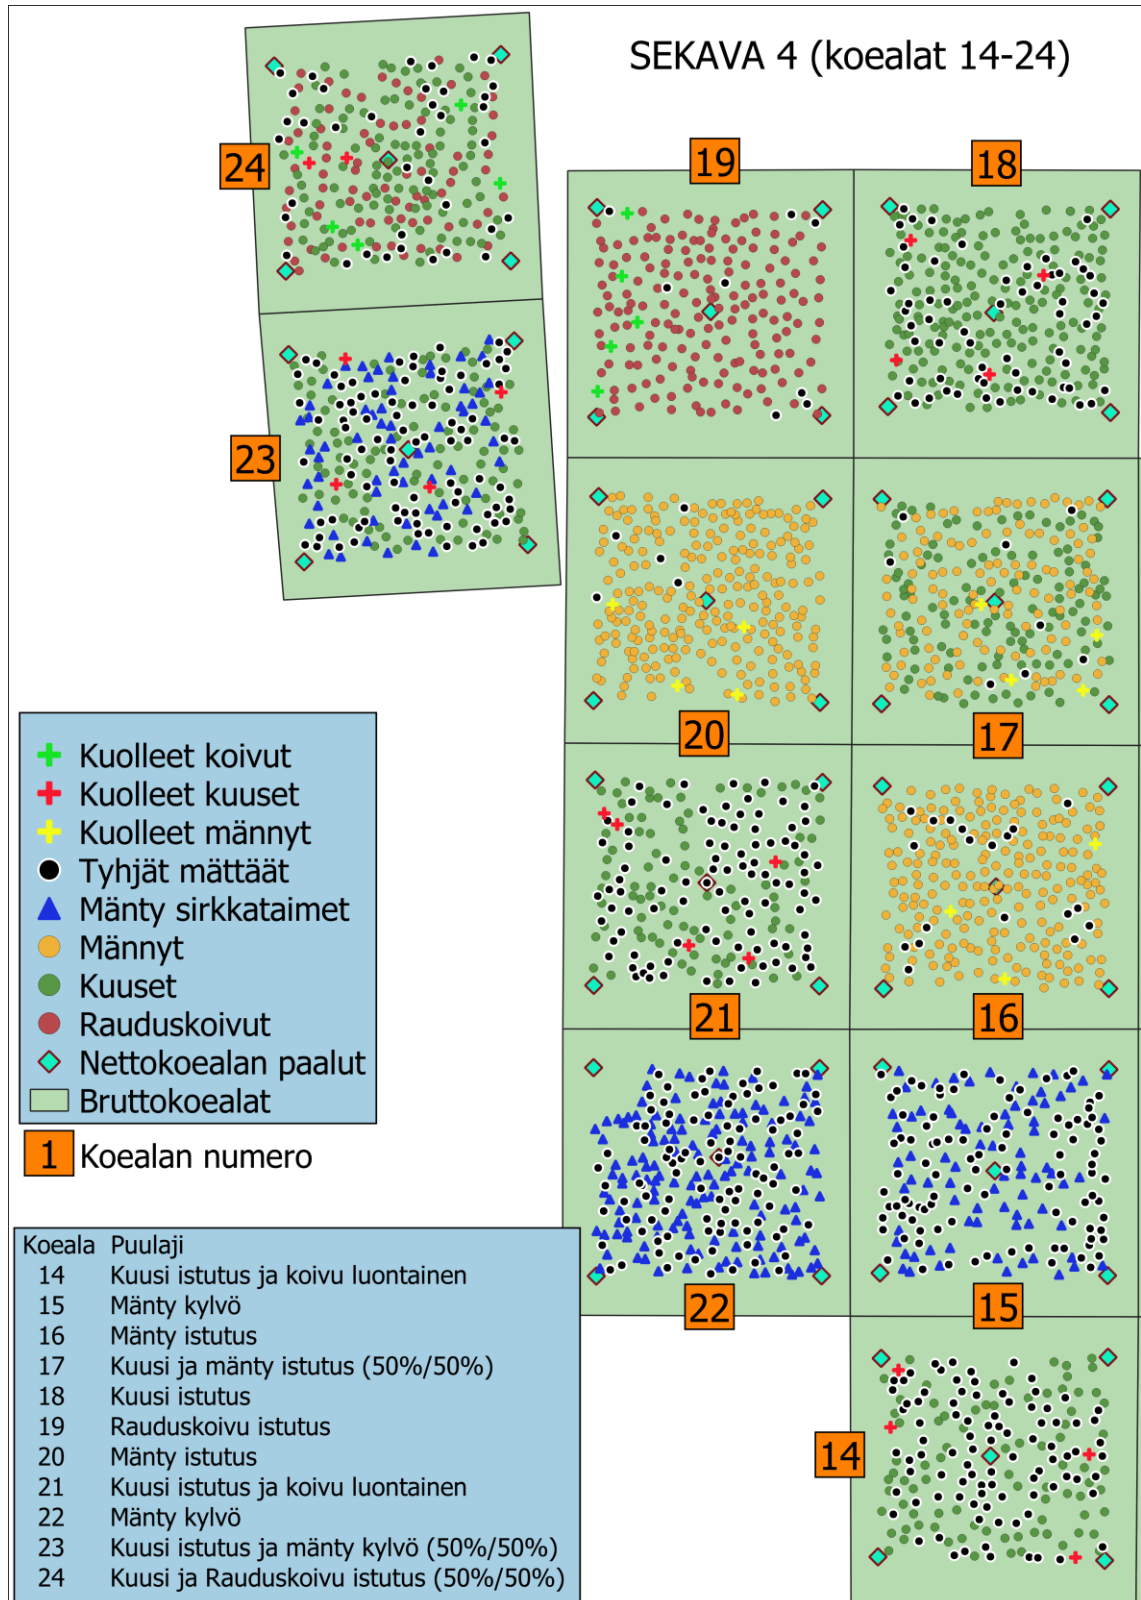 SEKAVA 4 (koealat 14-24)
24
19
18
23
20
17
21
16
22
15
14
Kuolleet koivut
Kuolleet kuuset
Kuolleet männyt
Tyhjät mättäät
Mänty sirkkataimet
Männyt
Kuuset
Rauduskoivut
Nettokoealan paalut
Bruttokoealat
1 Koealan numero
Koeala Puulaji
14 Kuusi istutus ja koivu luontainen
15 Mänty kylvö
16 Mänty istutus
17 Kuusi ja mänty istutus (50%/50%)
18 Kuusi istutus
19 Rauduskoivu istutus
20 Mänty istutus
21 Kuusi istutus ja koivu luontainen
22 Mänty kylvö
23 Kuusi istutus ja mänty kylvö (50%/50%)
24 Kuusi ja Rauduskoivu istutus (50%/50%)